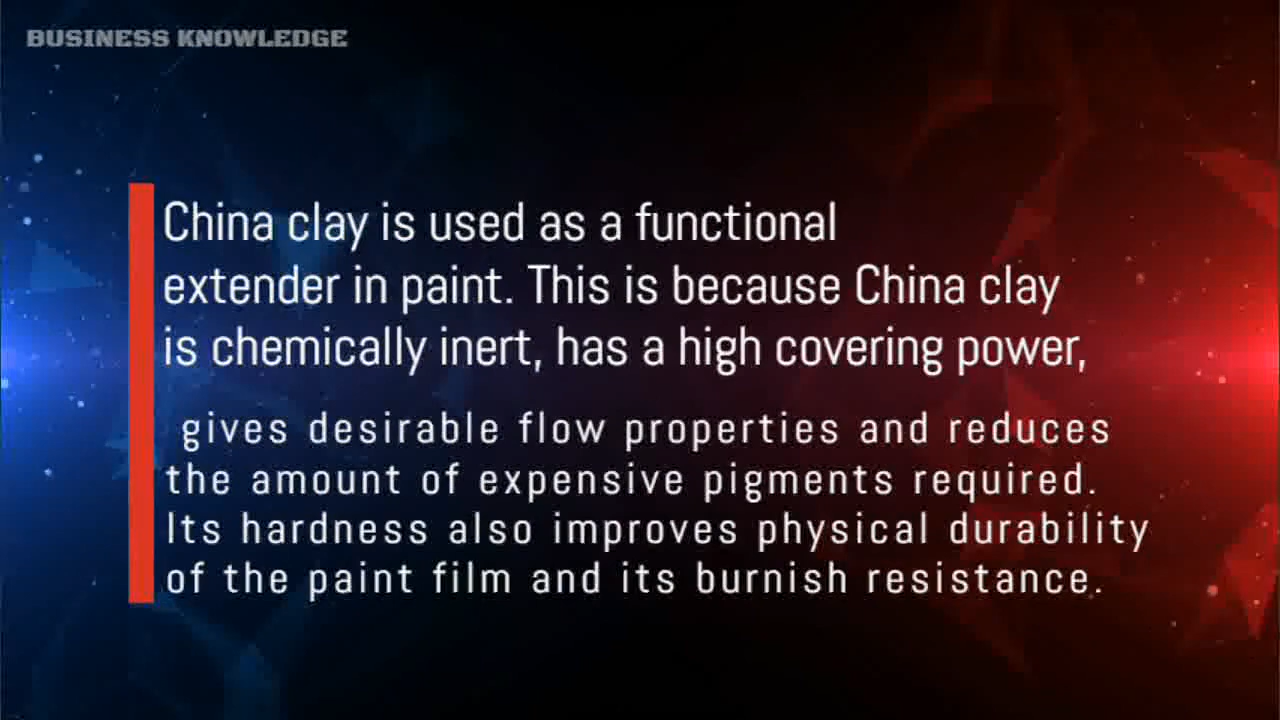 BUSINESS KNOWLEDGE
China clay is used as a functional
extender in paint. This is because China clay
is chemically inert, has a high covering power,
gives desirable flow properties and reduces
the amount of expensive pigments required.
Its hardness also improves physical durability
of the paint film and its burnish resistance.